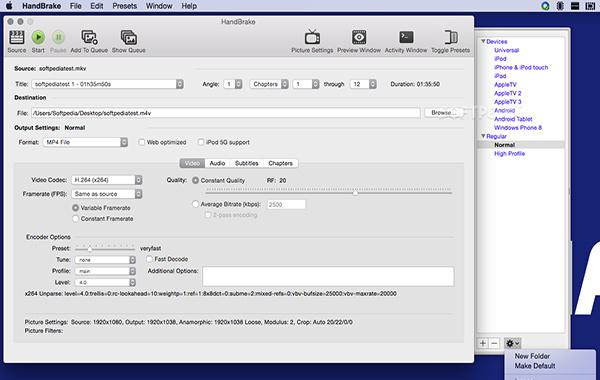 HandBrake File Edit Presets Window Help
HandBrake
Source Start Pause Add To Queue Show Queue Picture Settings Preview Window Activity Window Toggle Presets
Source: softpediatest.mkv
Title: softpediatest 1 - 01h35m50s Angle: 1 Chapters 1 through 12 Duration: 01:35:50
Destination
File: /Users/Softpedia/Desktop/softpediatest.m4v Browse...
Output Settings: Normal
Format: MP4 File Web optimized iPod 5G support
Video Audio Subtitles Chapters
Video Codec: H.264 (x264) Quality: Constant Quality RF: 20
Framerate (FPS): Same as source
Variable Framerate Average Bitrate (kbps): 2500
Constant Framerate 2-pass encoding
Encoder Options
Preset: veryfast
Tune: none Fast Decode
Profile: main Additional Options:
Level: 4.0
x264 Unparse: level=4.0:trellis=0:rc-lookahead=10:weightp=1:ref=1:8x8dct=0:subme=2:mixed-refs=0:vbv-bufsize=25000:vbv-maxrate=20000
Picture Settings: Source: 1920x1080, Output: 1920x1038, Anamorphic: 1920x1038 Loose, Modulus: 2, Crop: Auto 20/22/0/0
Picture Filters:
Devices
Universal
iPod
iPhone & iPod touch
iPad
AppleTV
AppleTV 2
AppleTV 3
Android
Android Tablet
Windows Phone 8
Regular
Normal
High Profile
New Folder
Make Default